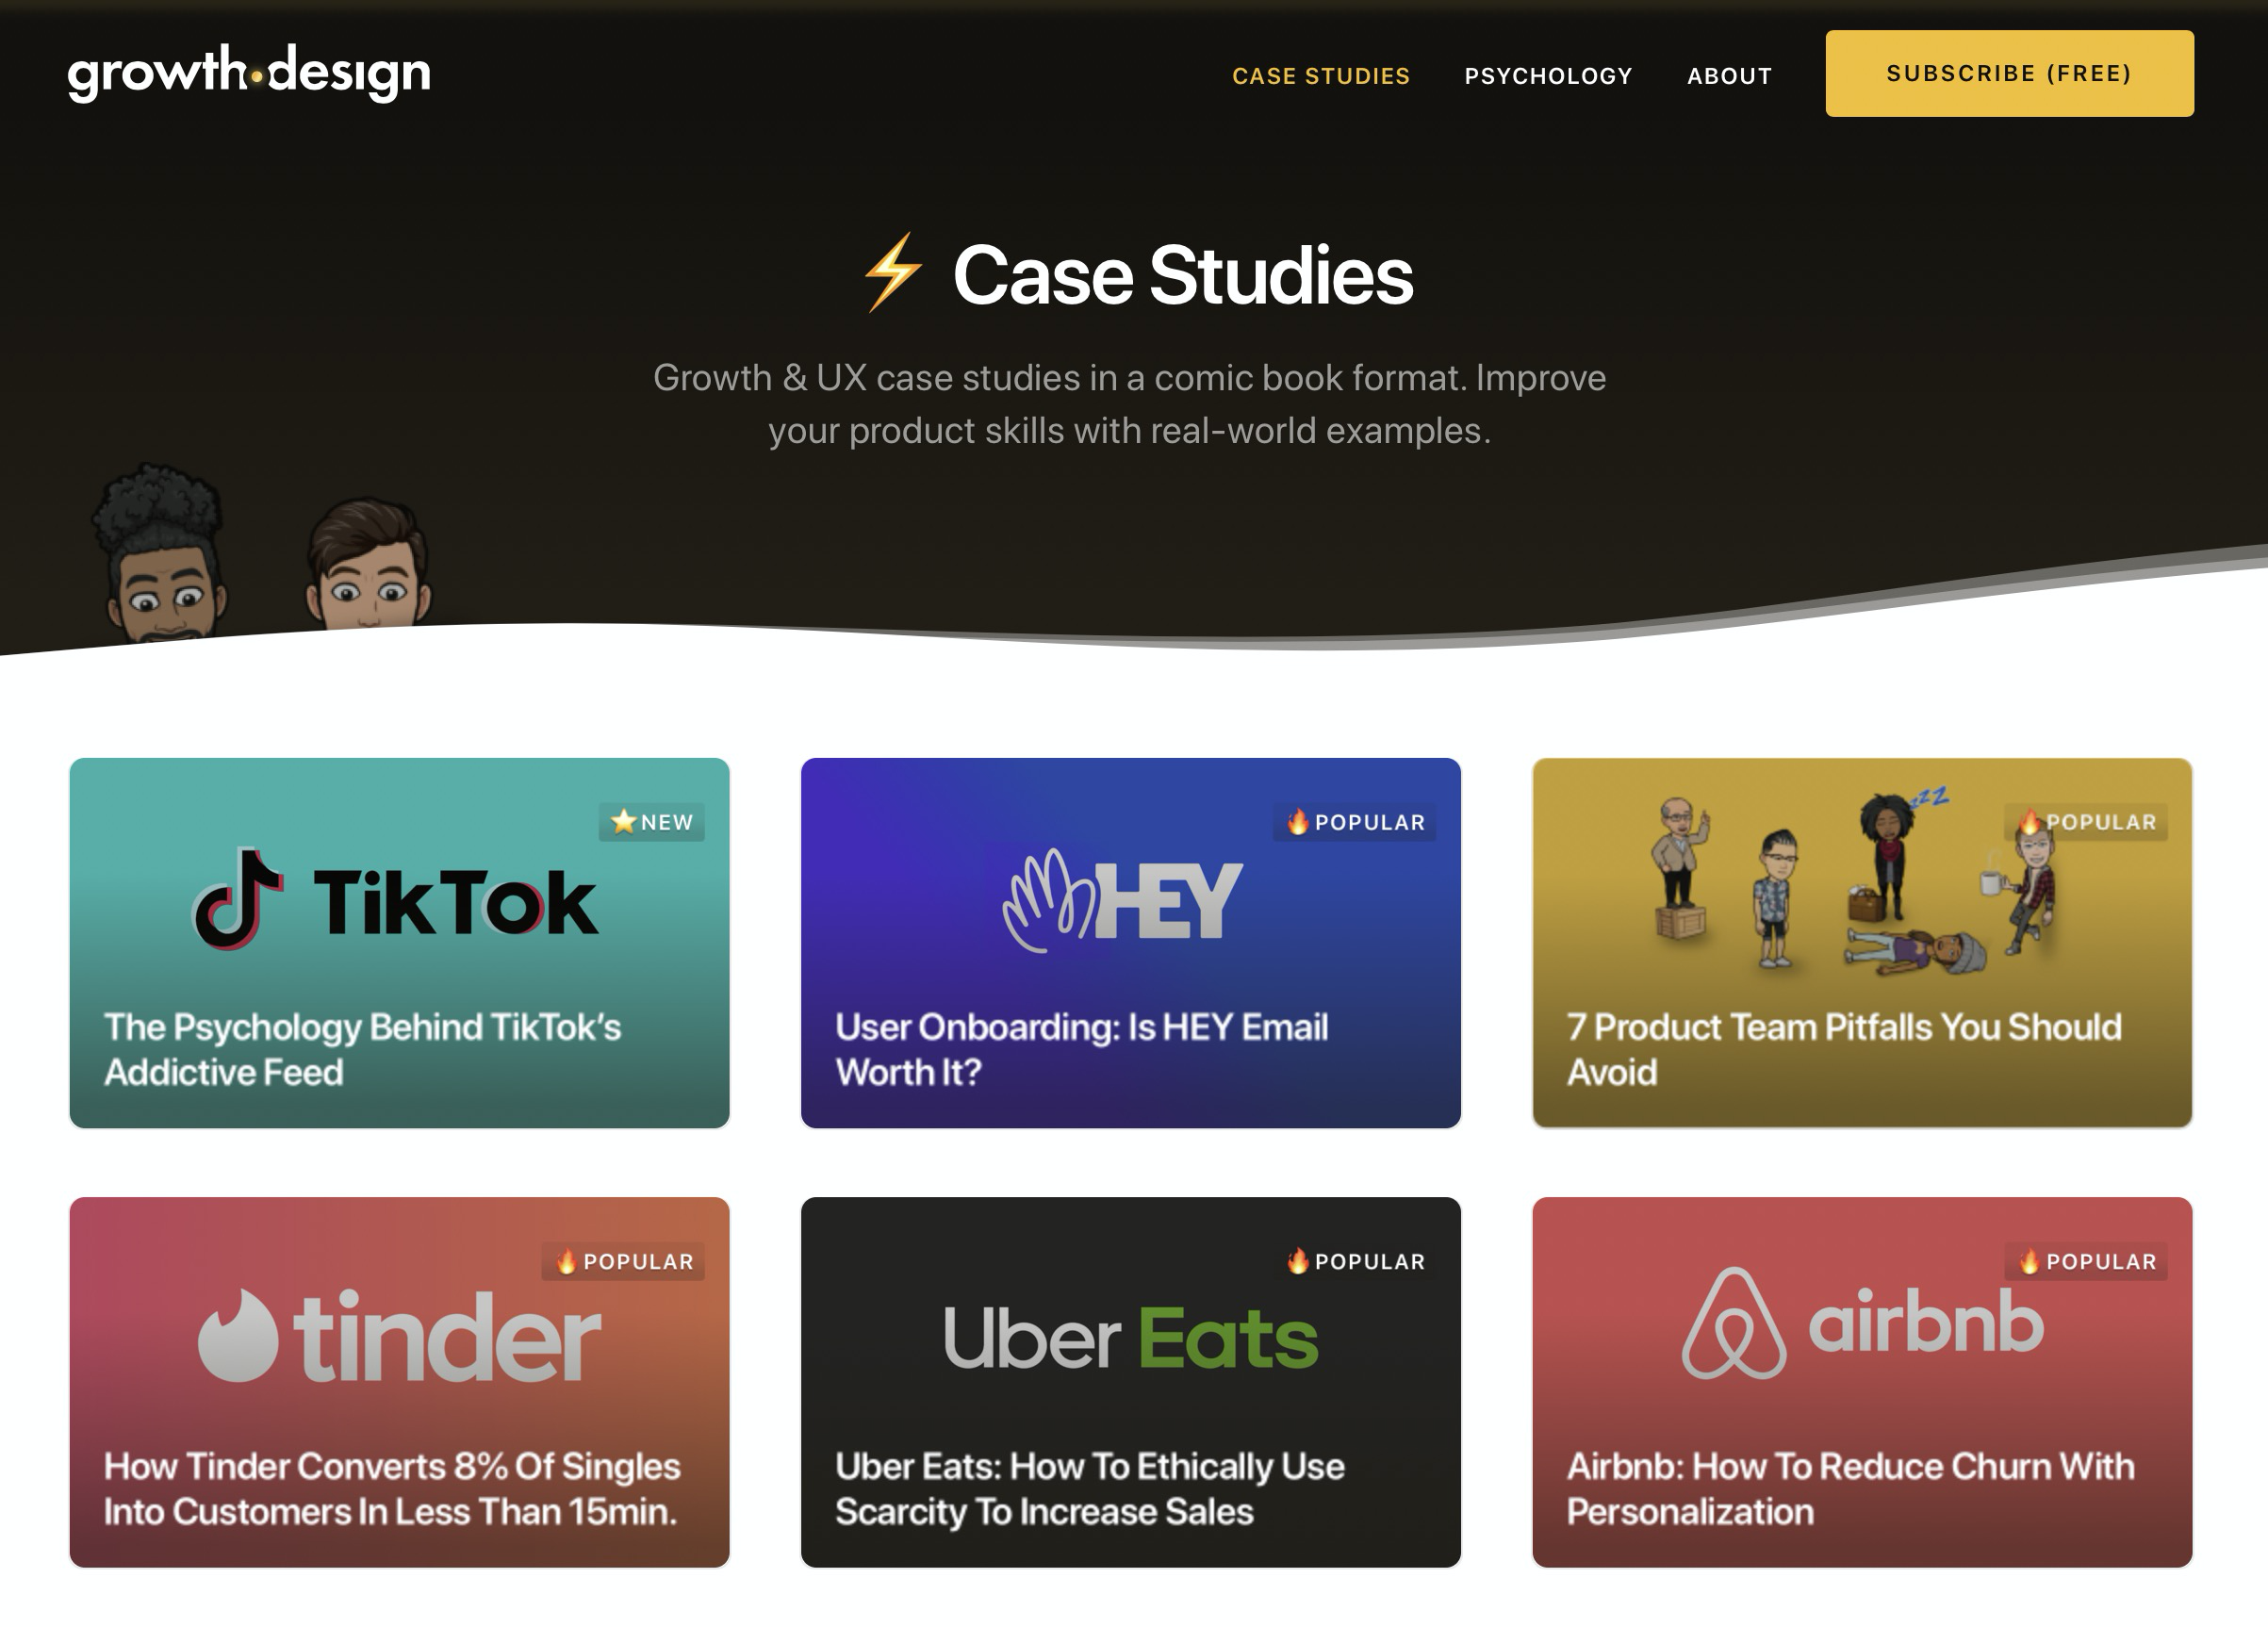 growth.design
CASE STUDIES
PSYCHOLOGY
ABOUT
SUBSCRIBE (FREE)
⚡ Case Studies
Growth & UX case studies in a comic book format. Improve
your product skills with real-world examples.
⭐NEW
TikTok
The Psychology Behind TikTok’s
Addictive Feed
🔥POPULAR
HEY
User Onboarding: Is HEY Email
Worth It?
zzZ
🔥POPULAR
7 Product Team Pitfalls You Should
Avoid
🔥POPULAR
tinder
How Tinder Converts 8% Of Singles
Into Customers In Less Than 15min.
🔥POPULAR
Uber Eats
Uber Eats: How To Ethically Use
Scarcity To Increase Sales
🔥POPULAR
airbnb
Airbnb: How To Reduce Churn With
Personalization